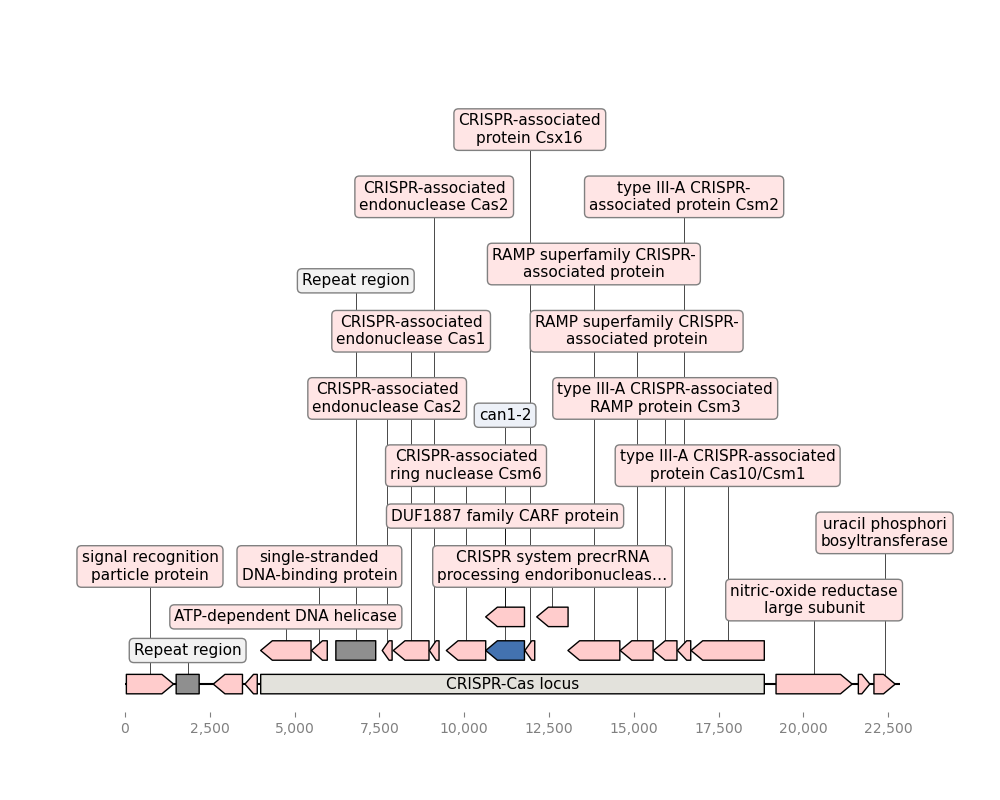 CRISPR-associated
protein Csx16
CRISPR-associated
endonuclease Cas2
type III-A CRISPR-
associated protein Csm2
RAMP superfamily CRISPR-
associated protein
Repeat region
CRISPR-associated
endonuclease Cas1
RAMP superfamily CRISPR-
associated protein
CRISPR-associated
endonuclease Cas2
type III-A CRISPR-associated
RAMP protein Csm3
can1-2
CRISPR-associated
ring nuclease Csm6
type III-A CRISPR-associated
protein Cas10/Csm1
DUF1887 family CARF protein
uracil phosphori
bosyltransferase
signal recognition
particle protein
single-stranded
DNA-binding protein
CRISPR system precrRNA
processing endoribonucleas...
nitric-oxide reductase
large subunit
ATP-dependent DNA helicase
Repeat region
CRISPR-Cas locus
0
2,500
5,000
7,500
10,000
12,500
15,000
17,500
20,000
22,500